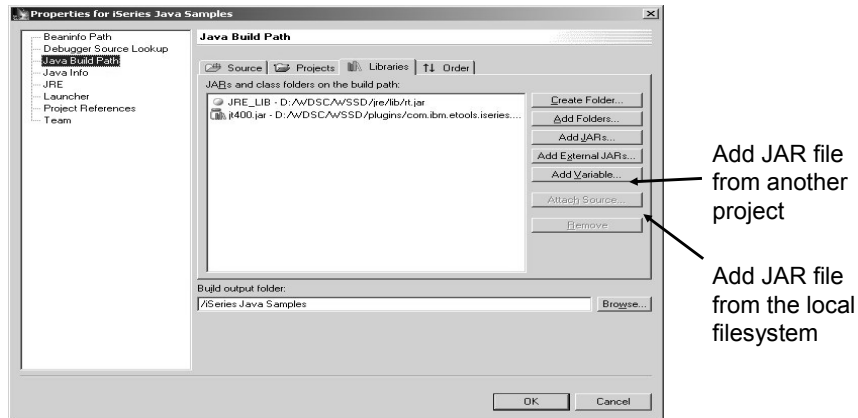 Properties for iSeries Java Samples
Beaninfo Path
Debugger Source Lookup
Java Build Path
Java Info
JRE
Launcher
Project References
Team
Java Build Path
Source
Projects
Libraries
Order
JARs and class folders on the build path:
JRE_LIB - D:/WDSC/WSSD/jre/lib/rt.jar
jt400.jar - D:/WDSC/WSSD/plugins/com.ibm.etools.iseries....
Create Folder...
Add Folders...
Add JARs...
Add External JARs...
Add Variable...
Attach Source...
Remove
Build output folder:
/iSeries Java Samples
Browse...
OK
Cancel
Add JAR file
from another
project
Add JAR file
from the local
filesystem